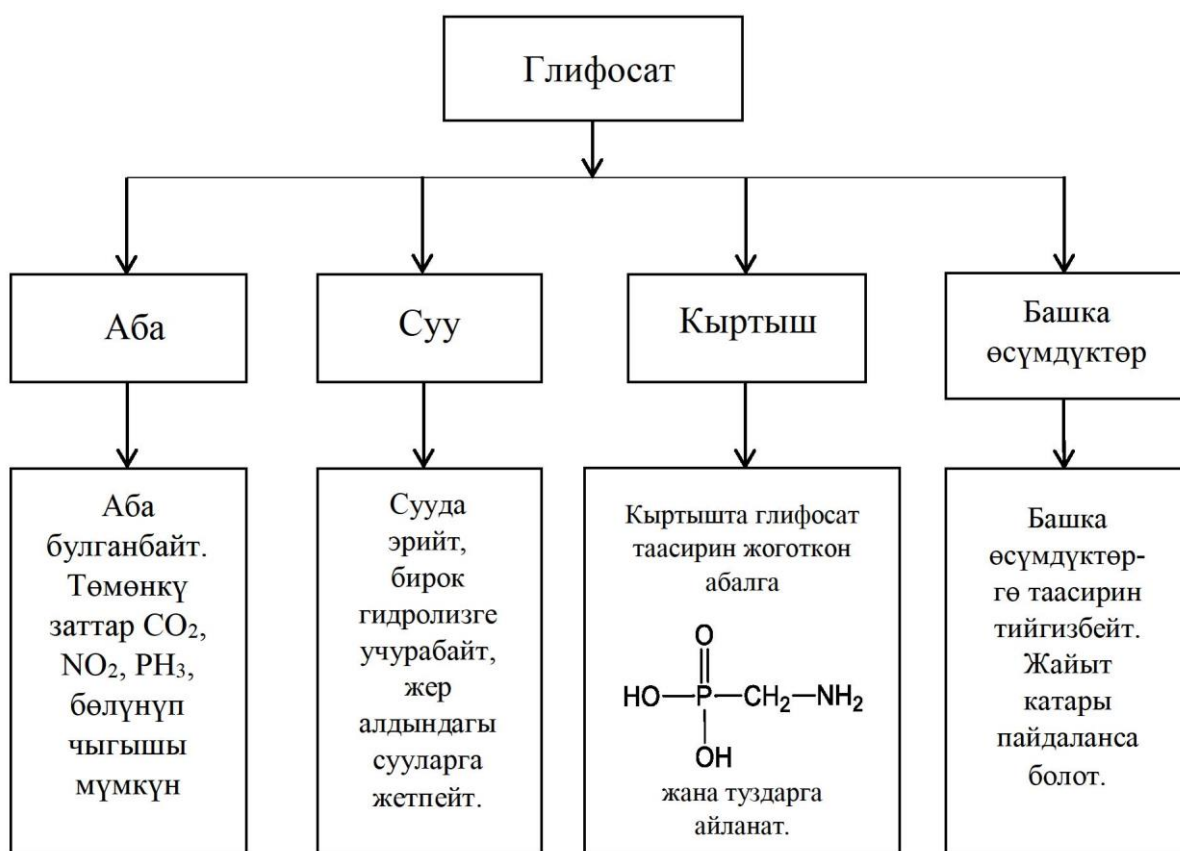 Глифосат
Аба
Суу
Кыртыш
Башка
өсүмдүктөр
Аба
булганбайт.
Төмөнкү
заттар CO₂,
NO₂, PH₃,
бөлүнүп
чыгышы
мүмкүн
Сууда
эрийт,
бирок
гидролизге
учурабайт,
жер
алдындагы
сууларга
жетпейт.
Кыртышта глифосат
таасирин жоготкон
абалга
O
HO—P—CH₂—NH₂
OH
жана туздарга
айланат.
Башка
өсүмдүктөр-
гө таасирин
тийгизбейт.
Жайыт
катары
пайдаланса
болот.